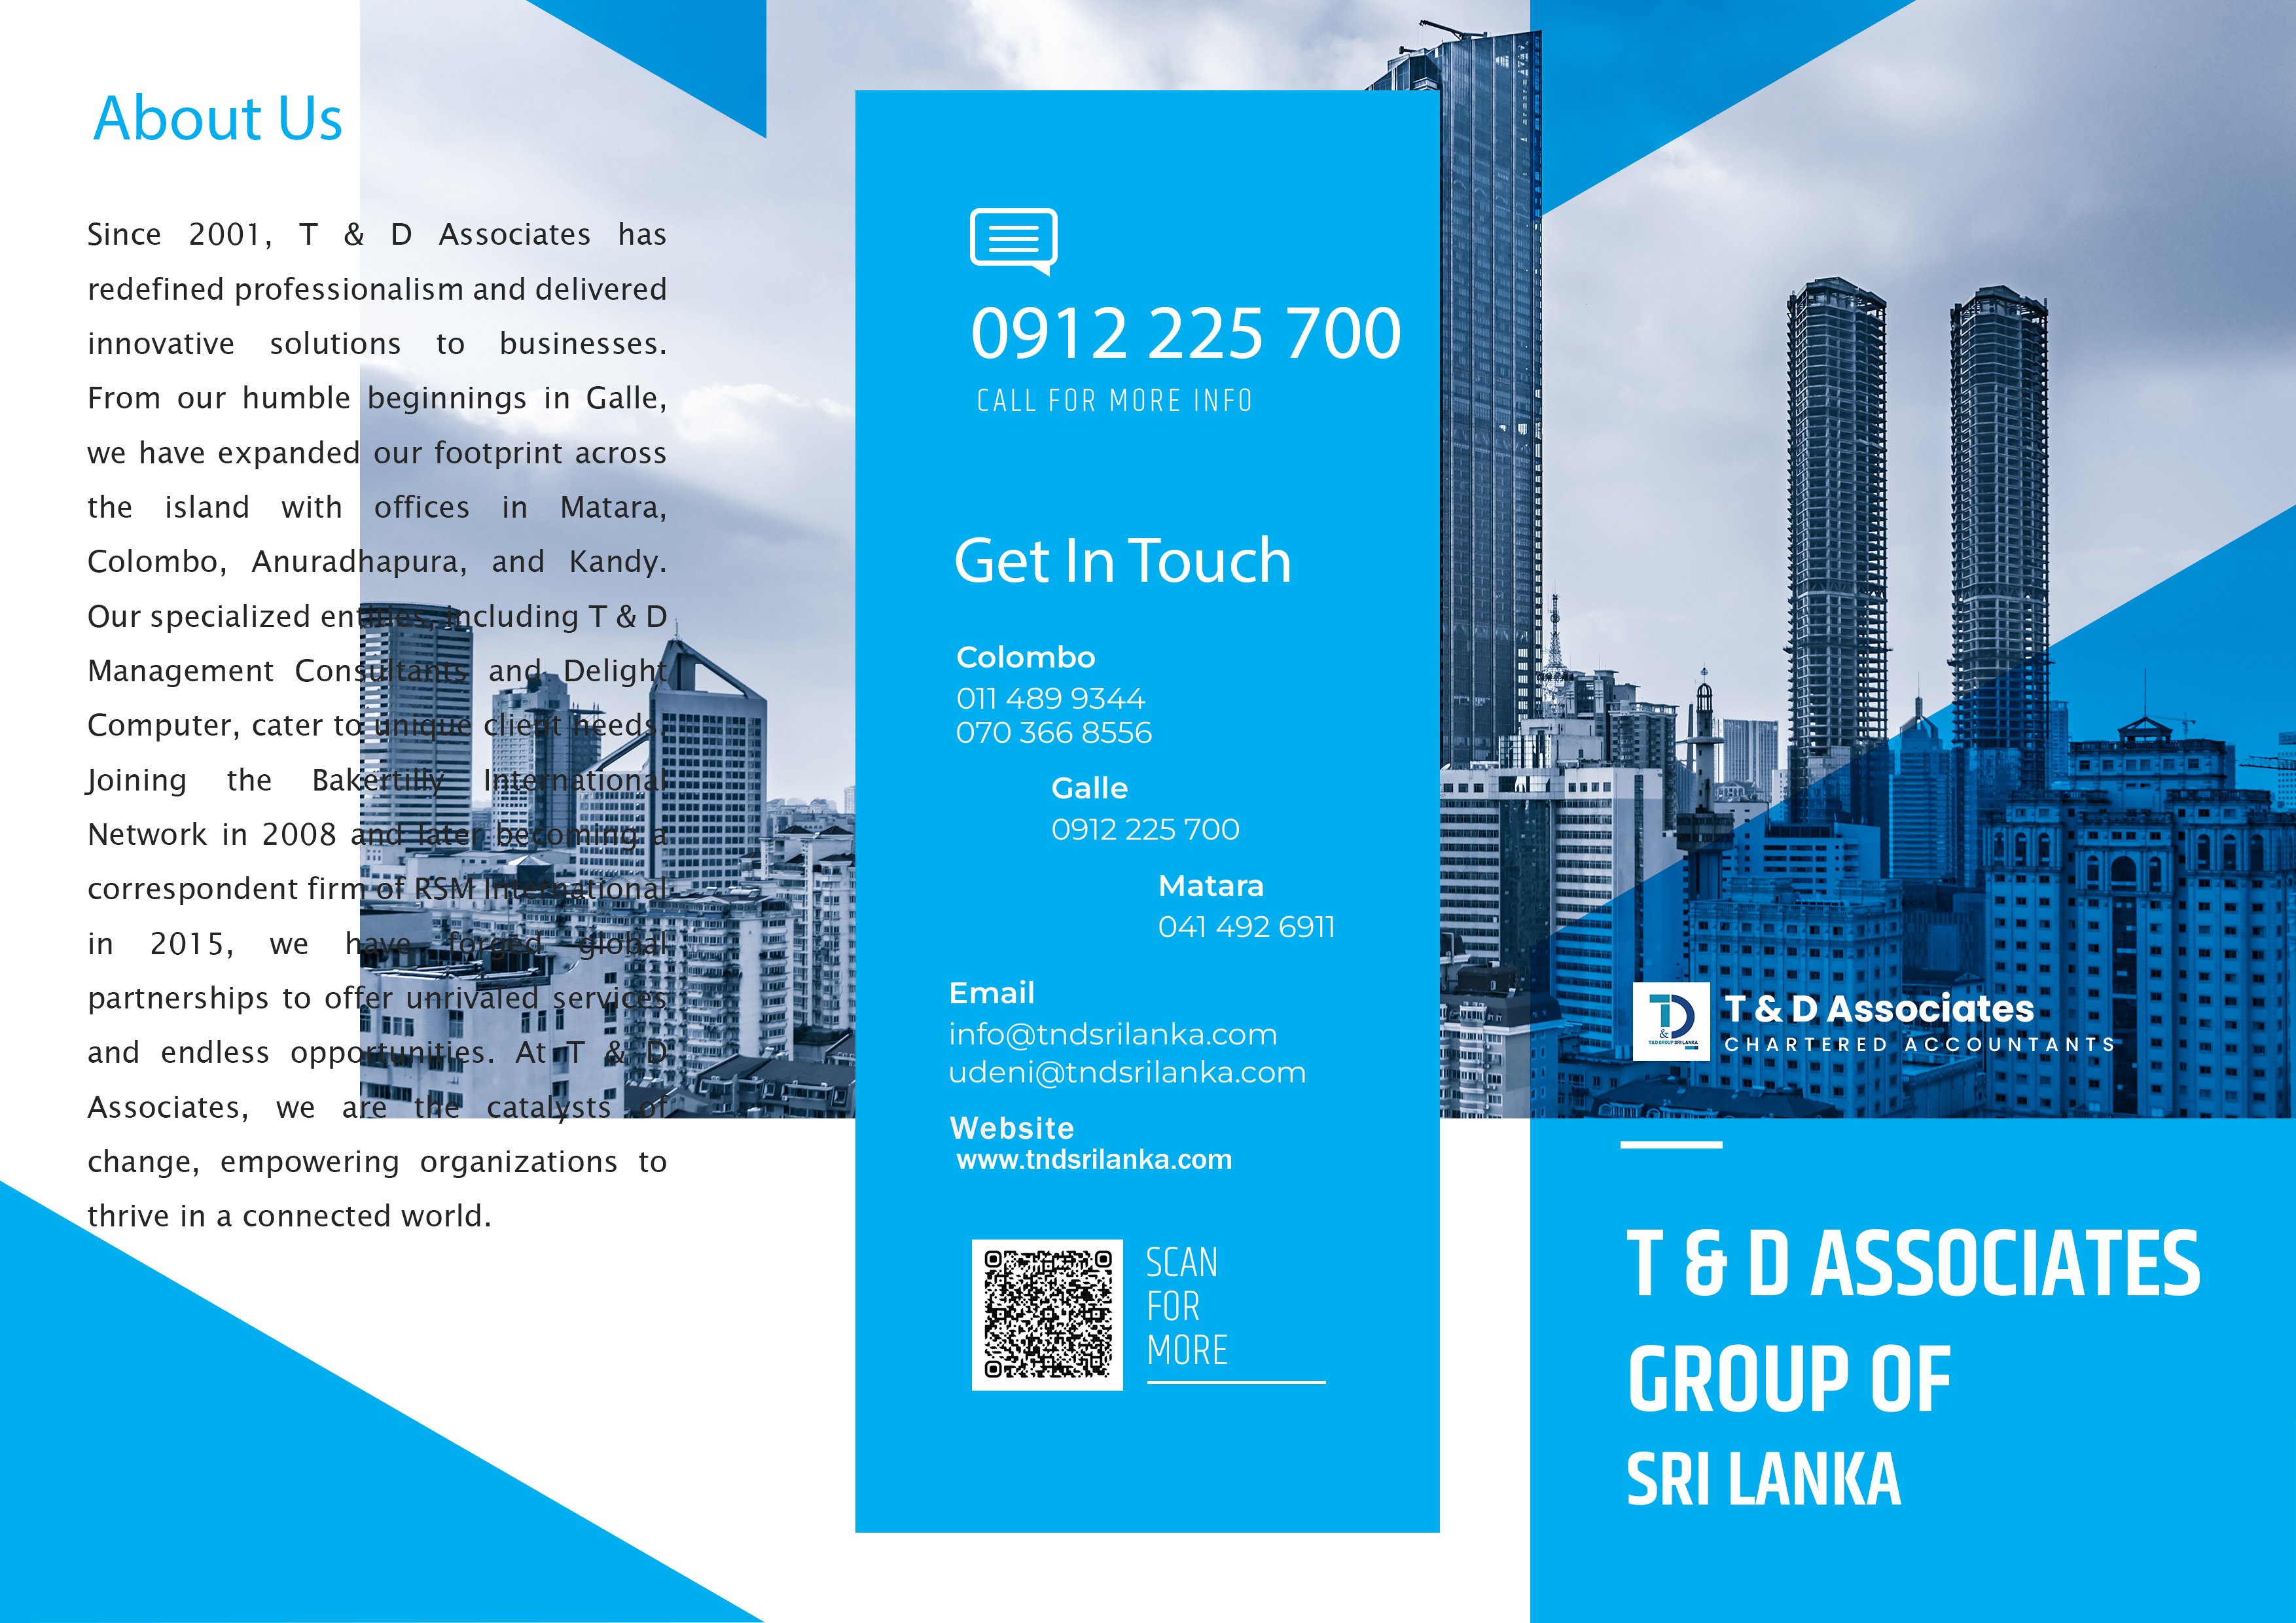 About Us
Since 2001, T & D Associates has
redefined professionalism and delivered
innovative solutions to businesses.
From our humble beginnings in Galle,
we have expanded our footprint across
the island with offices in Matara,
Colombo, Anuradhapura, and Kandy.
Our specialized entities, including T & D
Management Consultants and Delight
Computer, cater to unique client needs.
Joining the Bakertilly International
Network in 2008 and later becoming a
correspondent firm of RSM International
in 2015, we have forged global
partnerships to offer unrivaled services
and endless opportunities. At T & D
Associates, we are the catalysts of
change, empowering organizations to
thrive in a connected world.
0912 225 700
CALL FOR MORE INFO
Get In Touch
Colombo
011 489 9344
070 366 8556
Galle
0912 225 700
Matara
041 492 6911
Email
info@tndsrilanka.com
udeni@tndsrilanka.com
Website
www.tndsrilanka.com
SCAN
FOR
MORE
TD
&
T&D GROUP SRI LANKA
T & D Associates
CHARTERED ACCOUNTANTS
T & D ASSOCIATES
GROUP OF
SRI LANKA